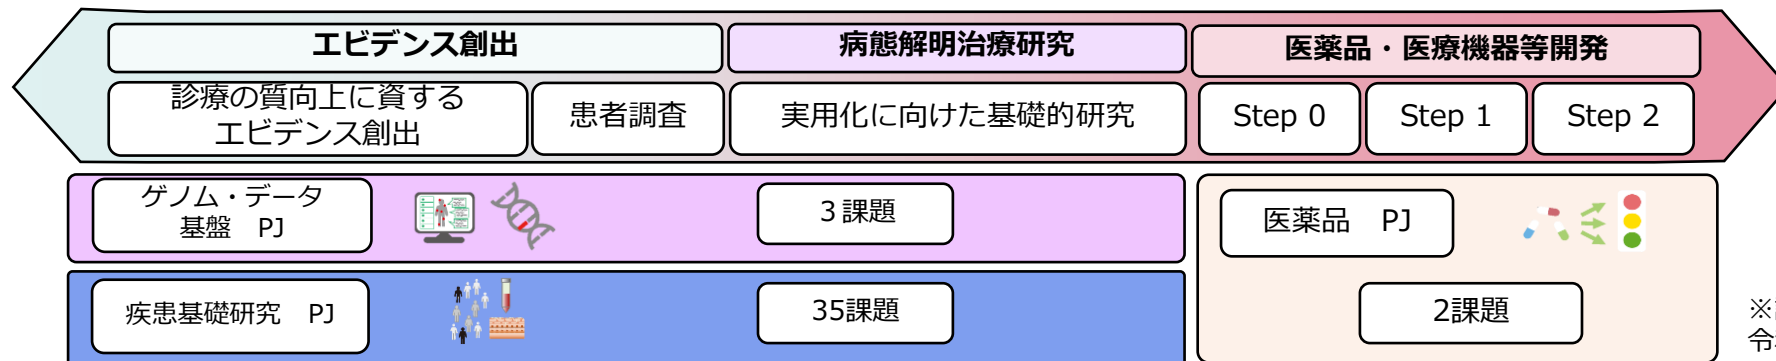 エビデンス創出
病態解明治療研究
医薬品・医療機器等開発
診療の質向上に資する
エビデンス創出
患者調査
実用化に向けた基礎的研究
Step 0
Step 1
Step 2
ゲノム・データ
基盤　PJ
３課題
医薬品　PJ
疾患基礎研究　PJ
35課題
2課題
※
令